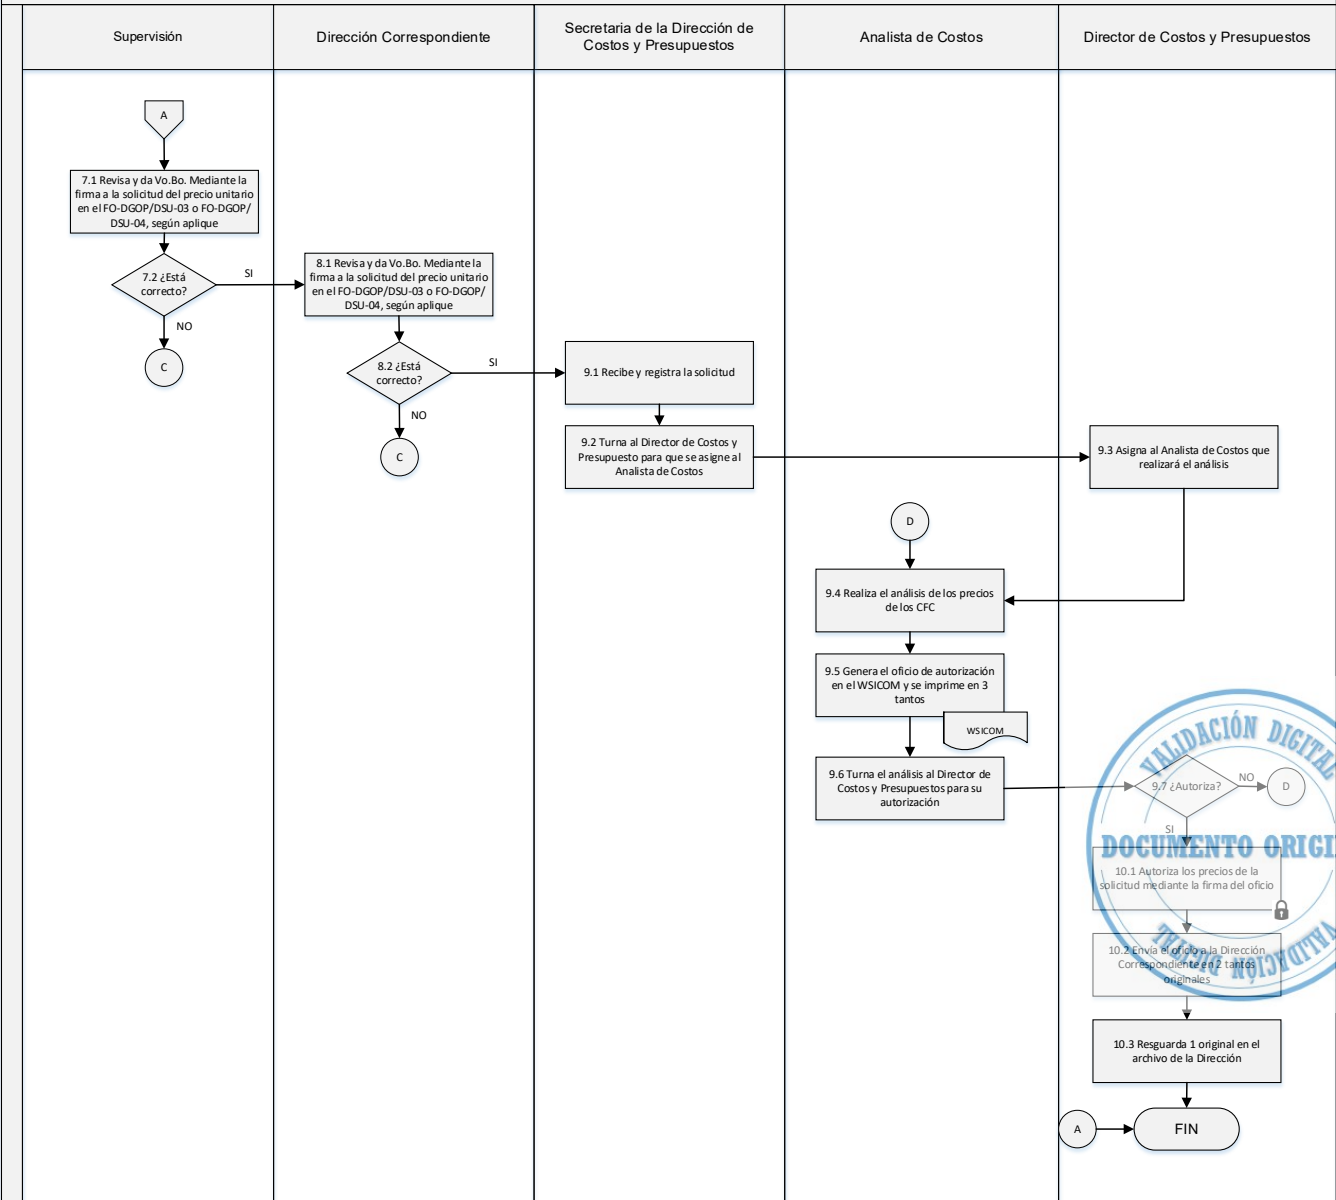 Supervisión
Dirección Correspondiente
Secretaria de la Dirección de
Costos y Presupuestos
Analista de Costos
Director de Costos y Presupuestos
A
7.1 Revisa y da Vo.Bo. Mediante la
firma a la solicitud del precio unitario
en el FO-DGOP/DSU-03 o FO-DGOP/
DSU-04, según aplique
7.2 ¿Está
correcto?
SI
NO
C
8.1 Revisa y da Vo.Bo. Mediante la
firma a la solicitud del precio unitario
en el FO-DGOP/DSU-03 o FO-DGOP/
DSU-04, según aplique
8.2 ¿Está
correcto?
SI
NO
C
9.1 Recibe y registra la solicitud
9.2 Turna al Director de Costos y
Presupuesto para que se asigne al
Analista de Costos
9.3 Asigna al Analista de Costos que
realizará el análisis
D
9.4 Realiza el análisis de los precios
de los CFC
9.5 Genera el oficio de autorización
en el WSICOM y se imprime en 3
tantos
WSICOM
9.6 Turna el análisis al Director de
Costos y Presupuestos para su
autorización
VALIDACIÓN DIGITAL
9.7 ¿Autoriza?
NO
D
SI
DOCUMENTO ORIGI
10.1 Autoriza los precios de la
solicitud mediante la firma del oficio
10.2 Envía el oficio a la Dirección
Correspondiente en 2 tantos
originales
VALIDACIÓN DIGITAL
10.3 Resguarda 1 original en el
archivo de la Dirección
A
FIN